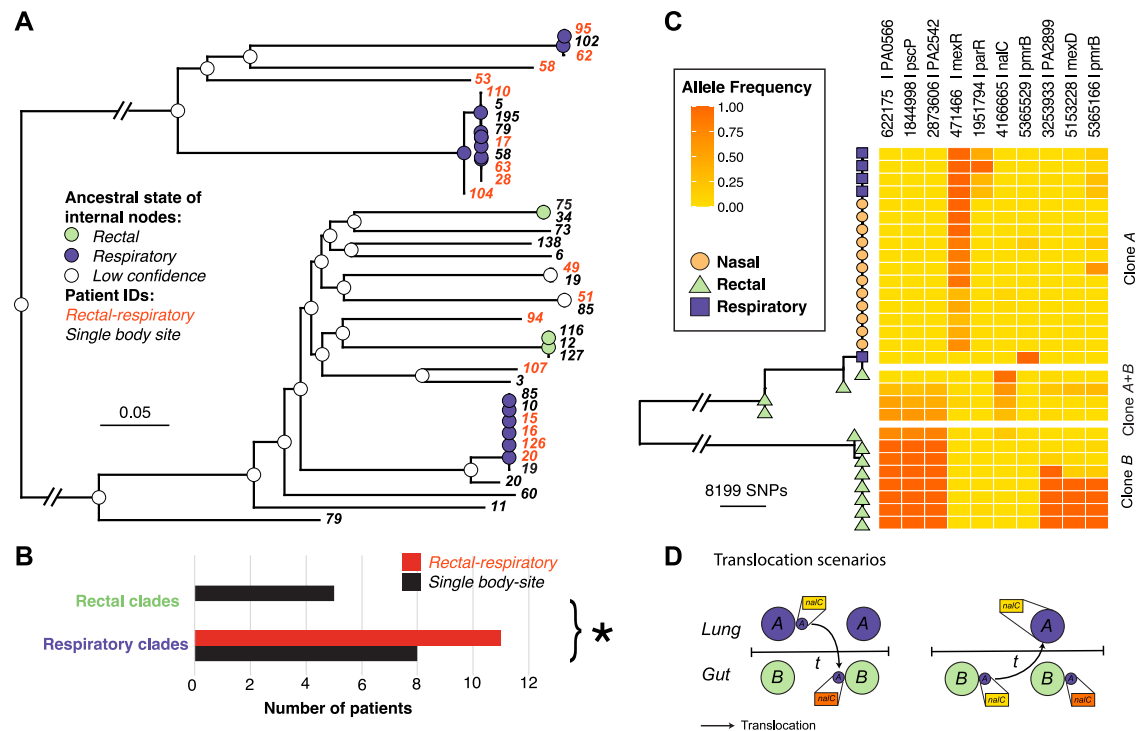 A
95
102
62
58
53
110
5
195
79
17
58
63
28
104
Ancestral state of
internal nodes:
Rectal
Respiratory
Low confidence
Patient IDs:
Rectal-respiratory
Single body site
75
34
73
138
6
49
19
51
85
94
116
12
127
107
3
0.05
85
10
15
16
126
20
19
20
60
11
79
B
Rectal-respiratory
Single body-site
Rectal clades
Respiratory clades
*
0 2 4 6 8 10 12
Number of patients
C
622175 | PA0566
1844998 | pscP
2873606 | PA2542
471466 | mexR
1951794 | parR
4166665 | nalC
5365529 | pmrB
3253933 | PA2899
5153228 | mexD
5365166 | pmrB
Allele Frequency
1.00
0.75
0.50
0.25
0.00
Nasal
Rectal
Respiratory
Clone A
Clone A+B
Clone B
8199 SNPs
D
Translocation scenarios
Lung
Gut
A
A
nalC
A
t
B
A
B
nalC
nalC
A
t
B
A
nalC
B
A
nalC
Translocation